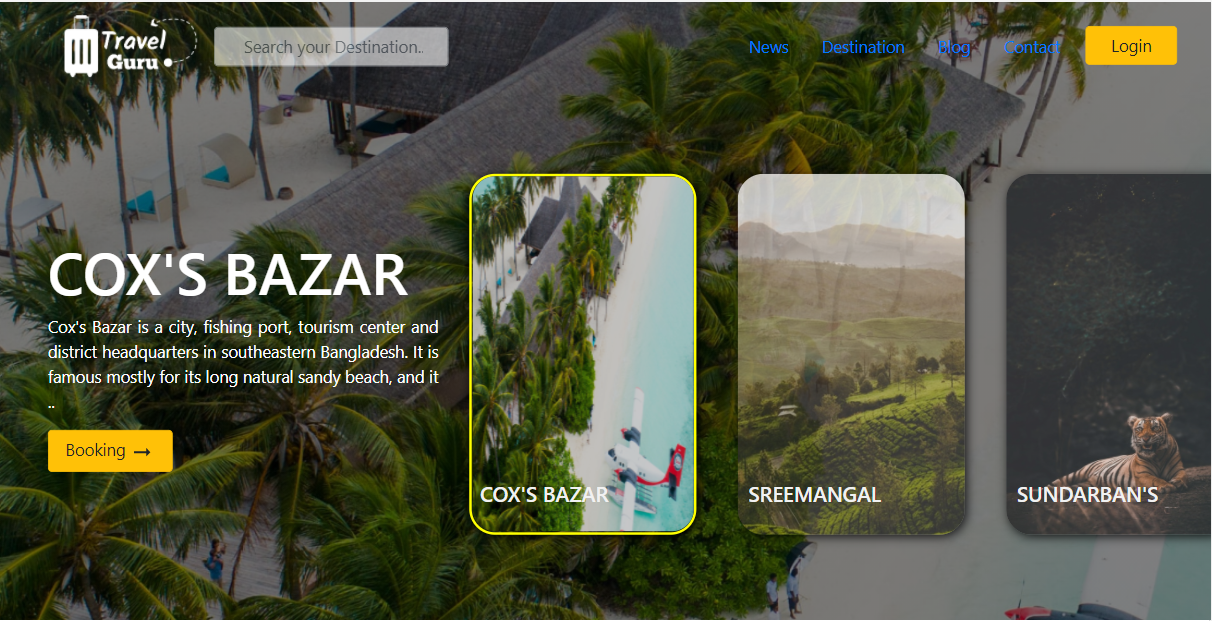 Travel
Guru
Search your Destination..
News
Destination
Blog
Contact
Login
COX'S BAZAR
Cox's Bazar is a city, fishing port, tourism center and
district headquarters in southeastern Bangladesh. It is
famous mostly for its long natural sandy beach, and it
..
Booking →
COX'S BAZAR
SREEMANGAL
SUNDARBAN'S